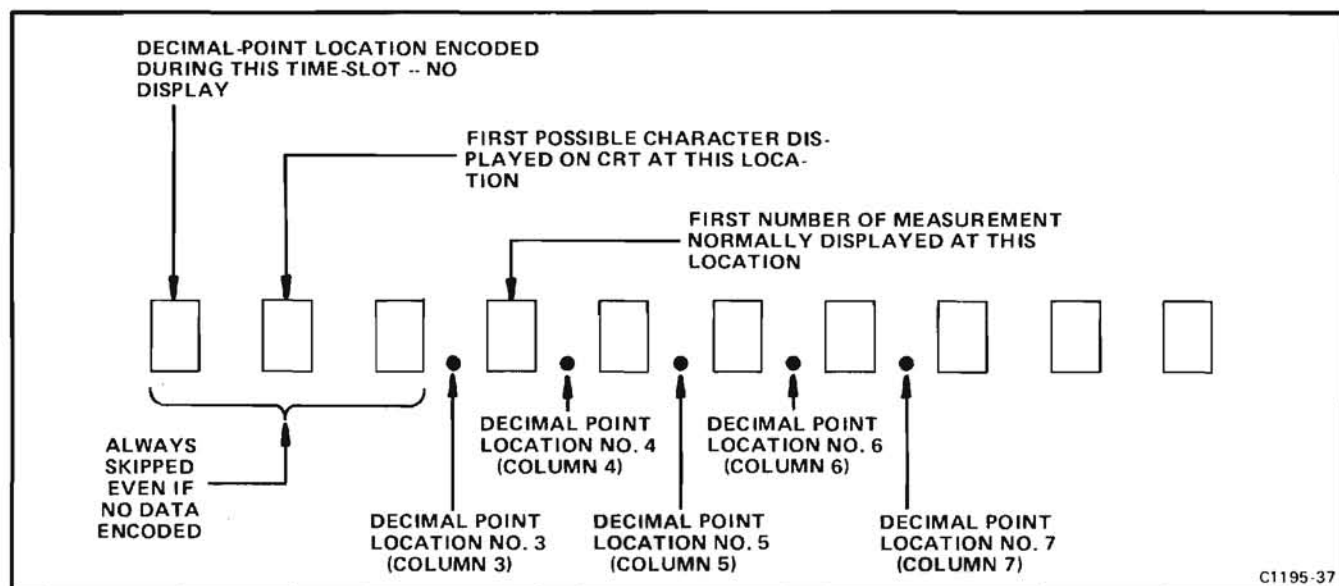 DECIMAL-POINT LOCATION ENCODED
DURING THIS TIME-SLOT -- NO
DISPLAY
FIRST POSSIBLE CHARACTER DIS-
PLAYED ON CRT AT THIS LOCA-
TION
FIRST NUMBER OF MEASUREMENT
NORMALLY DISPLAYED AT THIS
LOCATION
ALWAYS
SKIPPED
EVEN IF
NO DATA
ENCODED
DECIMAL POINT
LOCATION NO. 3
(COLUMN 3)
DECIMAL POINT
LOCATION NO. 4
(COLUMN 4)
DECIMAL POINT
LOCATION NO. 5
(COLUMN 5)
DECIMAL POINT
LOCATION NO. 6
(COLUMN 6)
DECIMAL POINT
LOCATION NO. 7
(COLUMN 7)
C1195-37